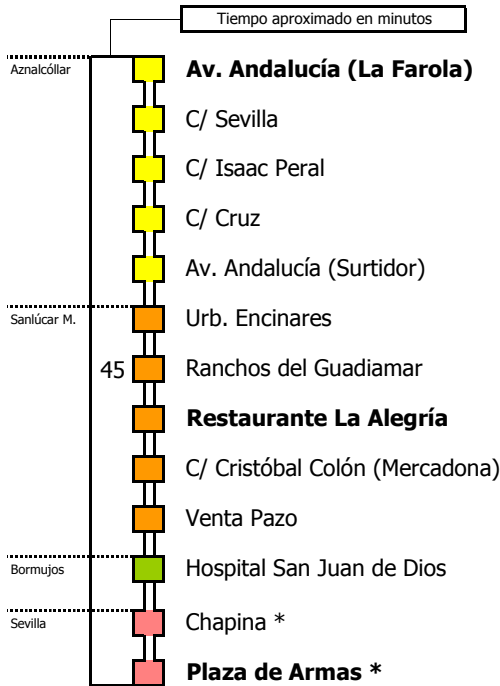 Tiempo aproximado en minutos
Aznalcóllar
Av. Andalucía (La Farola)
C/ Sevilla
C/ Isaac Peral
C/ Cruz
Av. Andalucía (Surtidor)
Sanlúcar M.
Urb. Encinares
45
Ranchos del Guadiamar
Restaurante La Alegría
C/ Cristóbal Colón (Mercadona)
Venta Pazo
Bormujos
Hospital San Juan de Dios
Sevilla
Chapina *
Plaza de Armas *